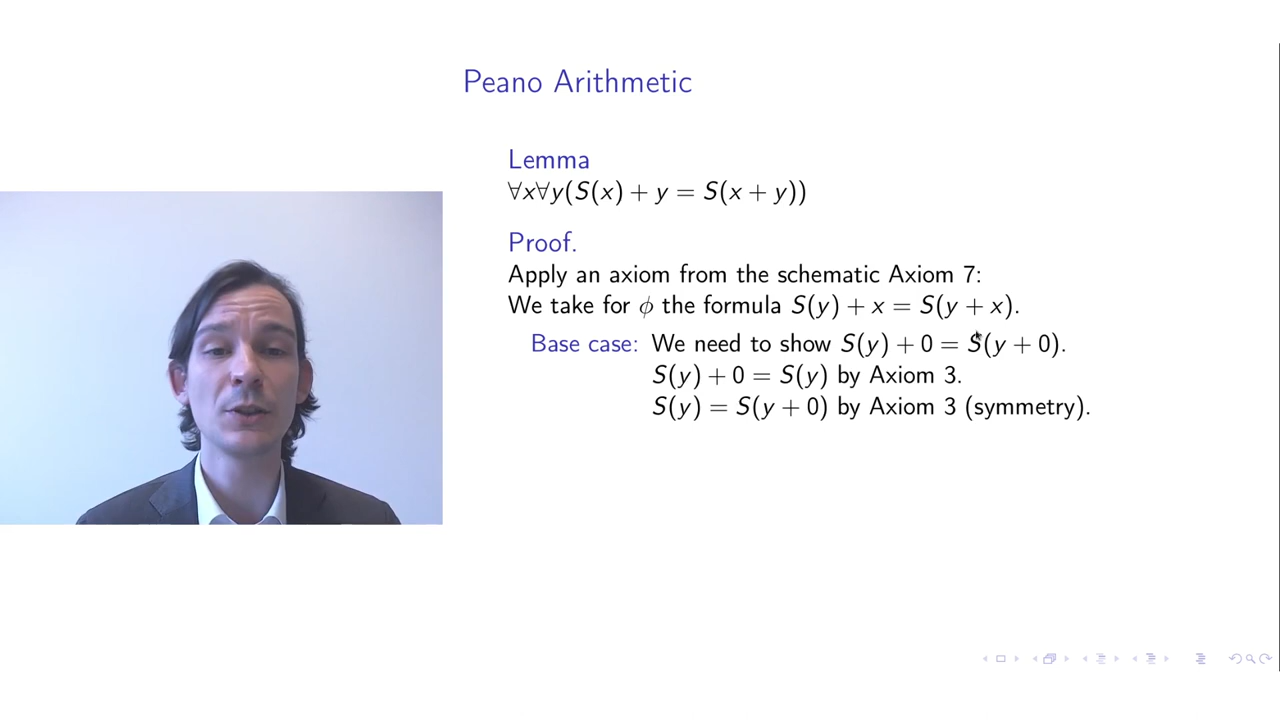 Peano Arithmetic
Lemma
∀x∀y(S(x) + y = S(x + y))
Proof.
Apply an axiom from the schematic Axiom 7:
We take for ϕ the formula S(y) + x = S(y + x).
Base case: We need to show S(y) + 0 = S(y + 0).
S(y) + 0 = S(y) by Axiom 3.
S(y) = S(y + 0) by Axiom 3 (symmetry).